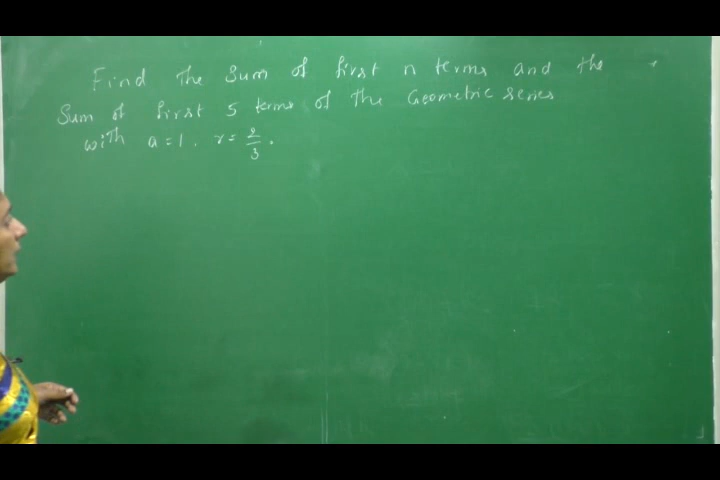 Find the sum of first n terms and the
Sum of first 5 terms of the Geometric series
with a=1, r=2/3.